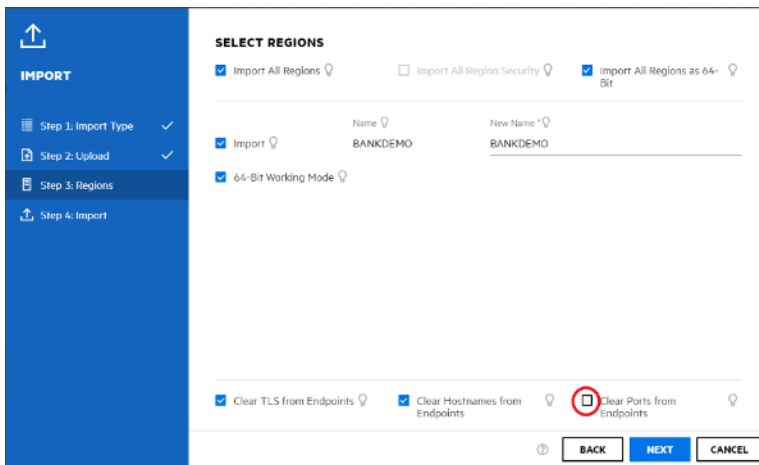 IMPORT
Step 1: Import Type
Step 2: Upload
Step 3: Regions
Step 4: Import
SELECT REGIONS
Import All Regions
Import All Region Security
Import All Regions as 64-
Bit
Name
New Name *
Import
BANKDEMO
BANKDEMO
64-Bit Working Mode
Clear TLS from Endpoints
Clear Hostnames from
Endpoints
Clear Ports from
Endpoints
BACK
NEXT
CANCEL